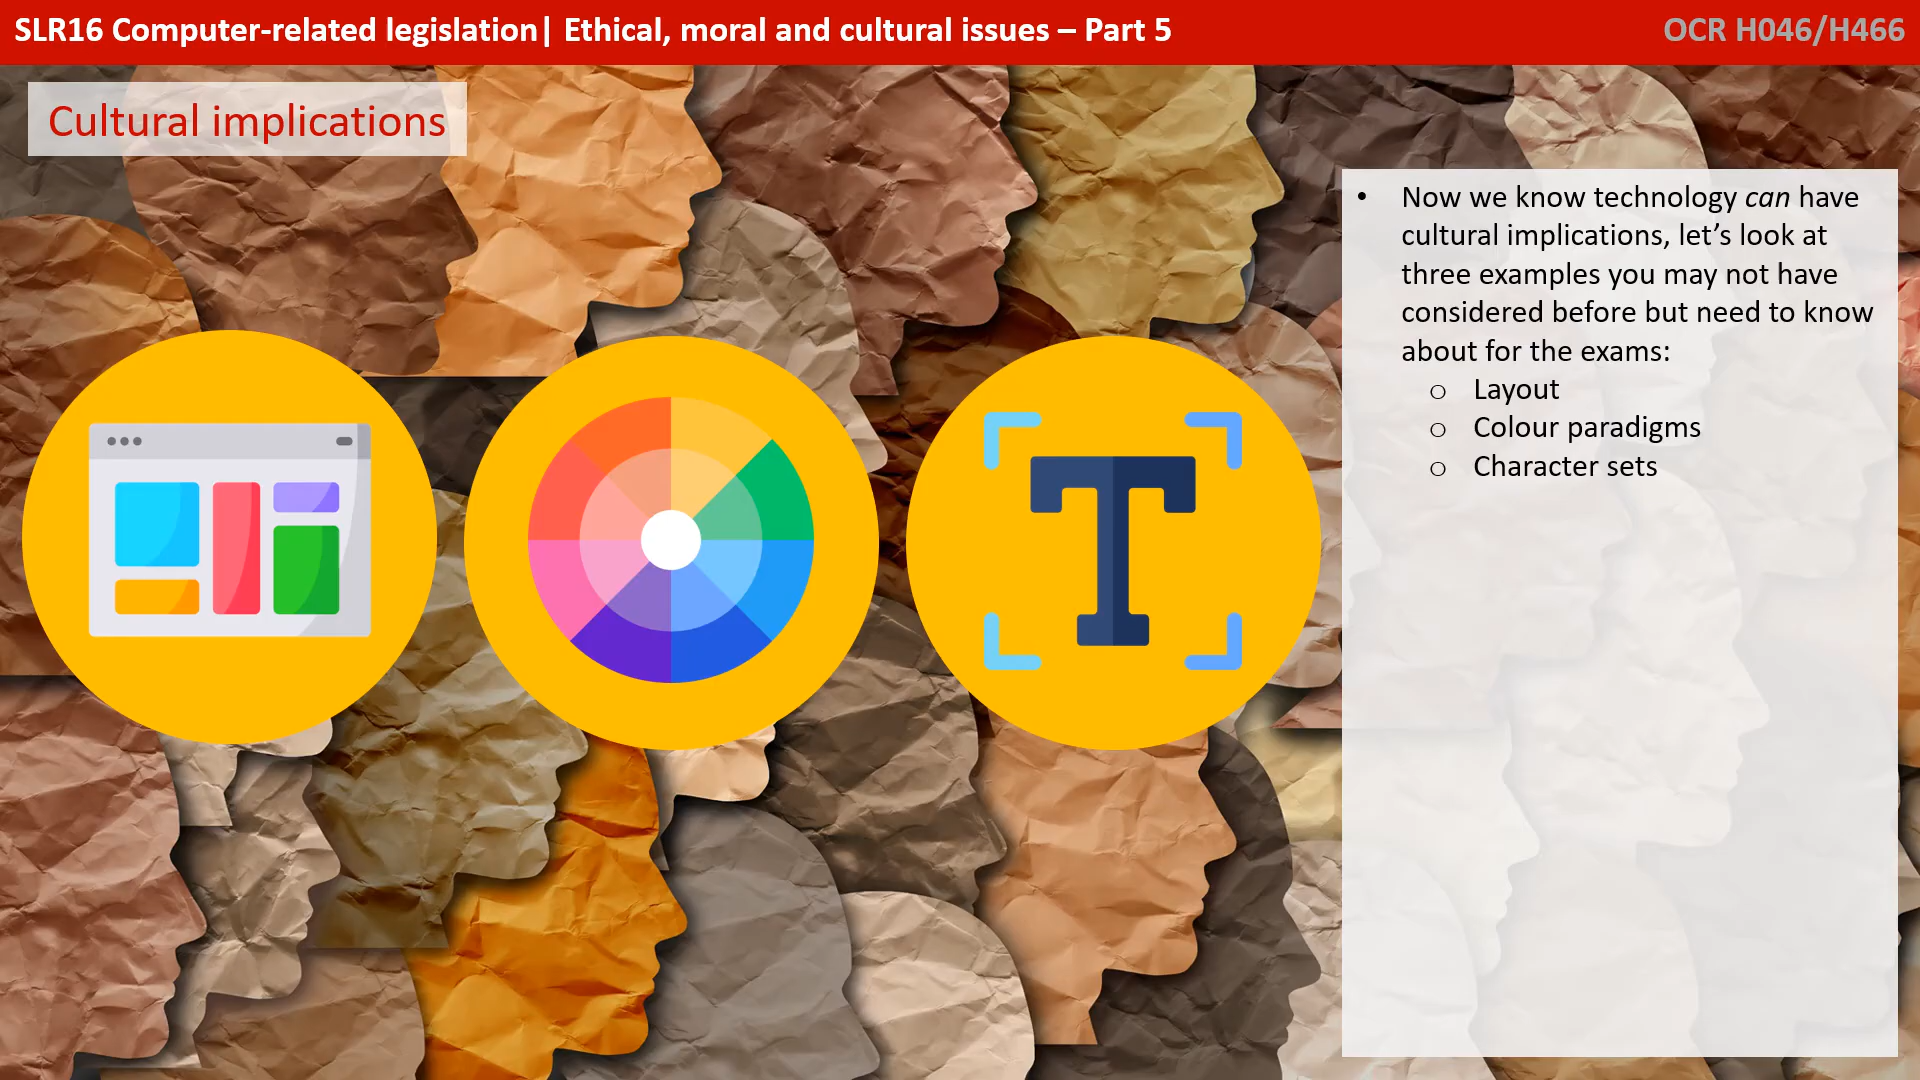 SLR16 Computer-related legislation| Ethical, moral and cultural issues – Part 5
OCR H046/H466
Cultural implications
• Now we know technology can have
cultural implications, let’s look at
three examples you may not have
considered before but need to know
about for the exams:
o Layout
o Colour paradigms
o Character sets
T